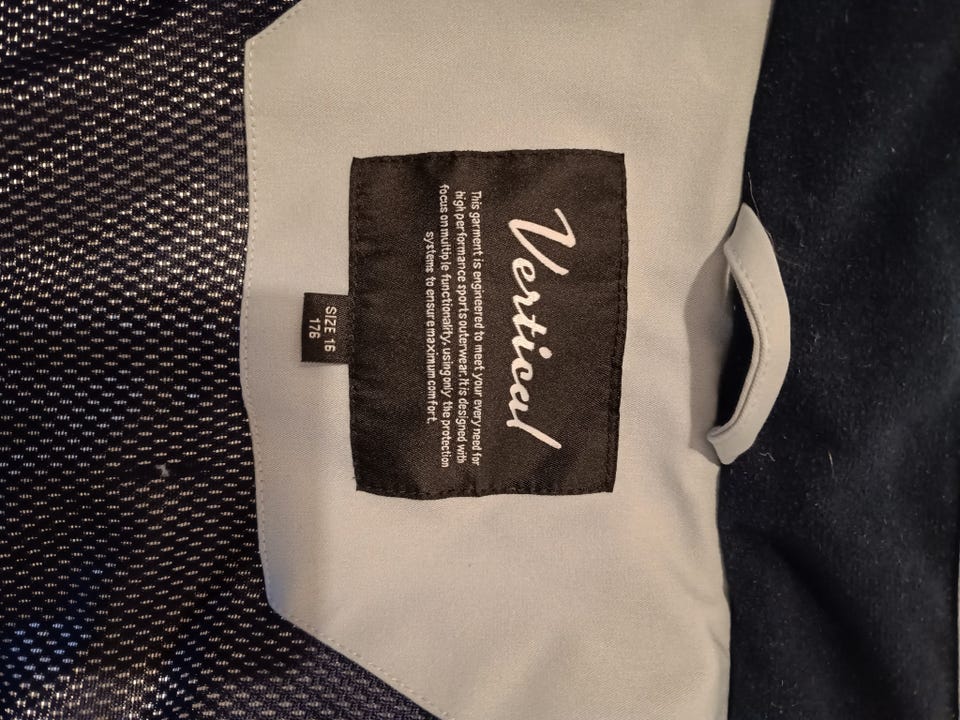 Vertical
This garment is engineered to meet your every need for
high performance sports outerwear. It is designed with
focus on multiple functionality, using only the protection
systems to ensure maximum comfort.
SIZE 16
176